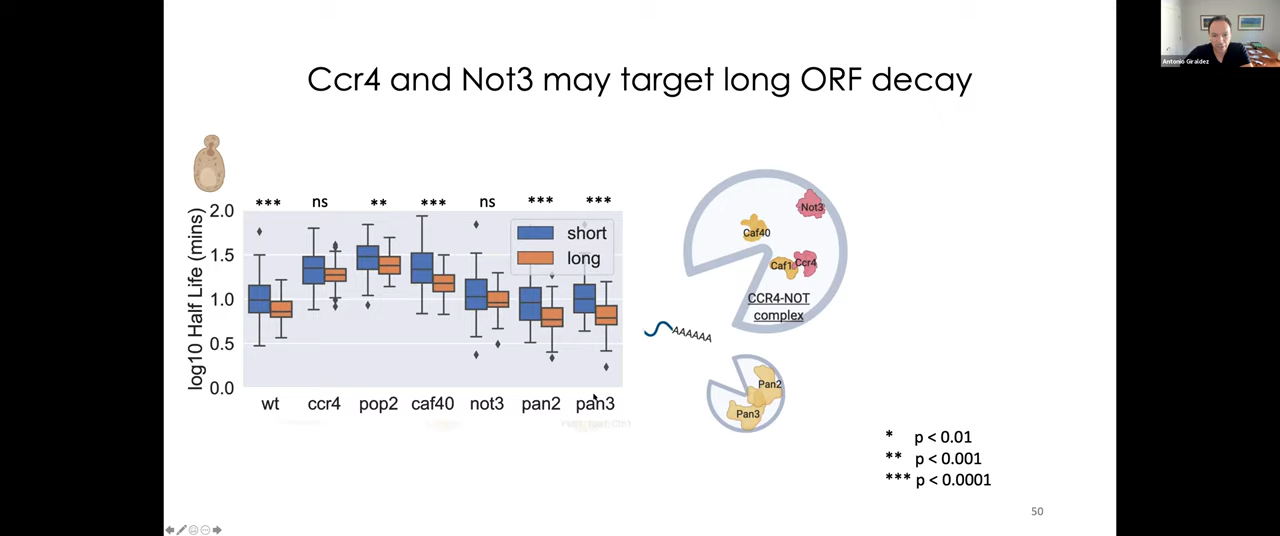 Antonio Giraldez
Ccr4 and Not3 may target long ORF decay
*** ns ** *** ns *** ***
log10 Half Life (mins)
2.0
1.5
1.0
0.5
0.0
short
long
wt ccr4 pop2 caf40 not3 pan2 pan3
Not3
Caf40
Caf1 Ccr4
CCR4-NOT
complex
AAAAAA
Pan2
Pan3
* p < 0.01
** p < 0.001
*** p < 0.0001
50